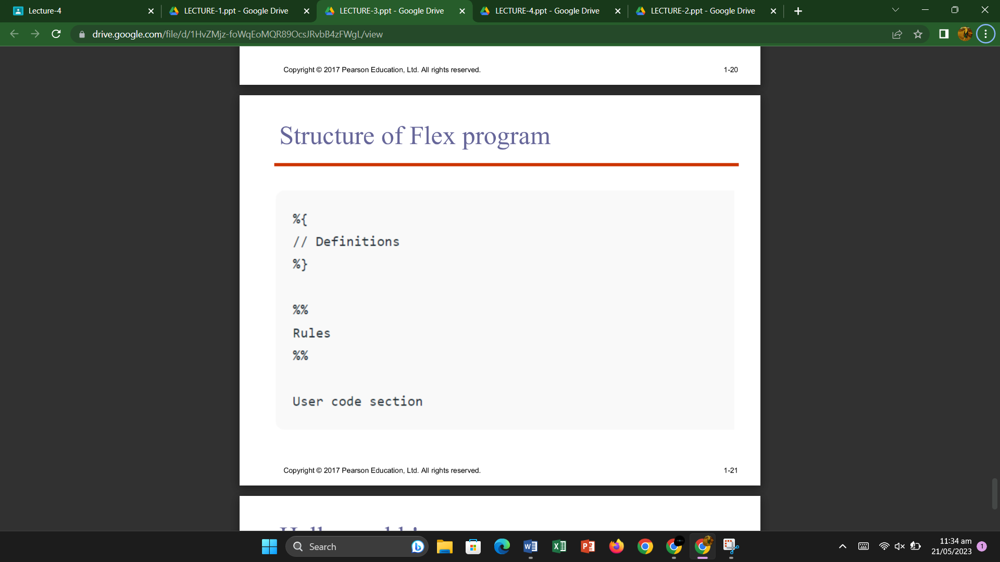 Lecture-4
LECTURE-1.ppt - Google Drive
LECTURE-3.ppt - Google Drive
LECTURE-4.ppt - Google Drive
LECTURE-2.ppt - Google Drive
drive.google.com/file/d/1HvZMjz-foWqEoMQR89OcsJRvbB4zFWgL/view
Copyright © 2017 Pearson Education, Ltd. All rights reserved.
1-20
Structure of Flex program
%{
// Definitions
%}
%%
Rules
%%
User code section
Copyright © 2017 Pearson Education, Ltd. All rights reserved.
1-21
Search
11:34 am
21/05/2023
1